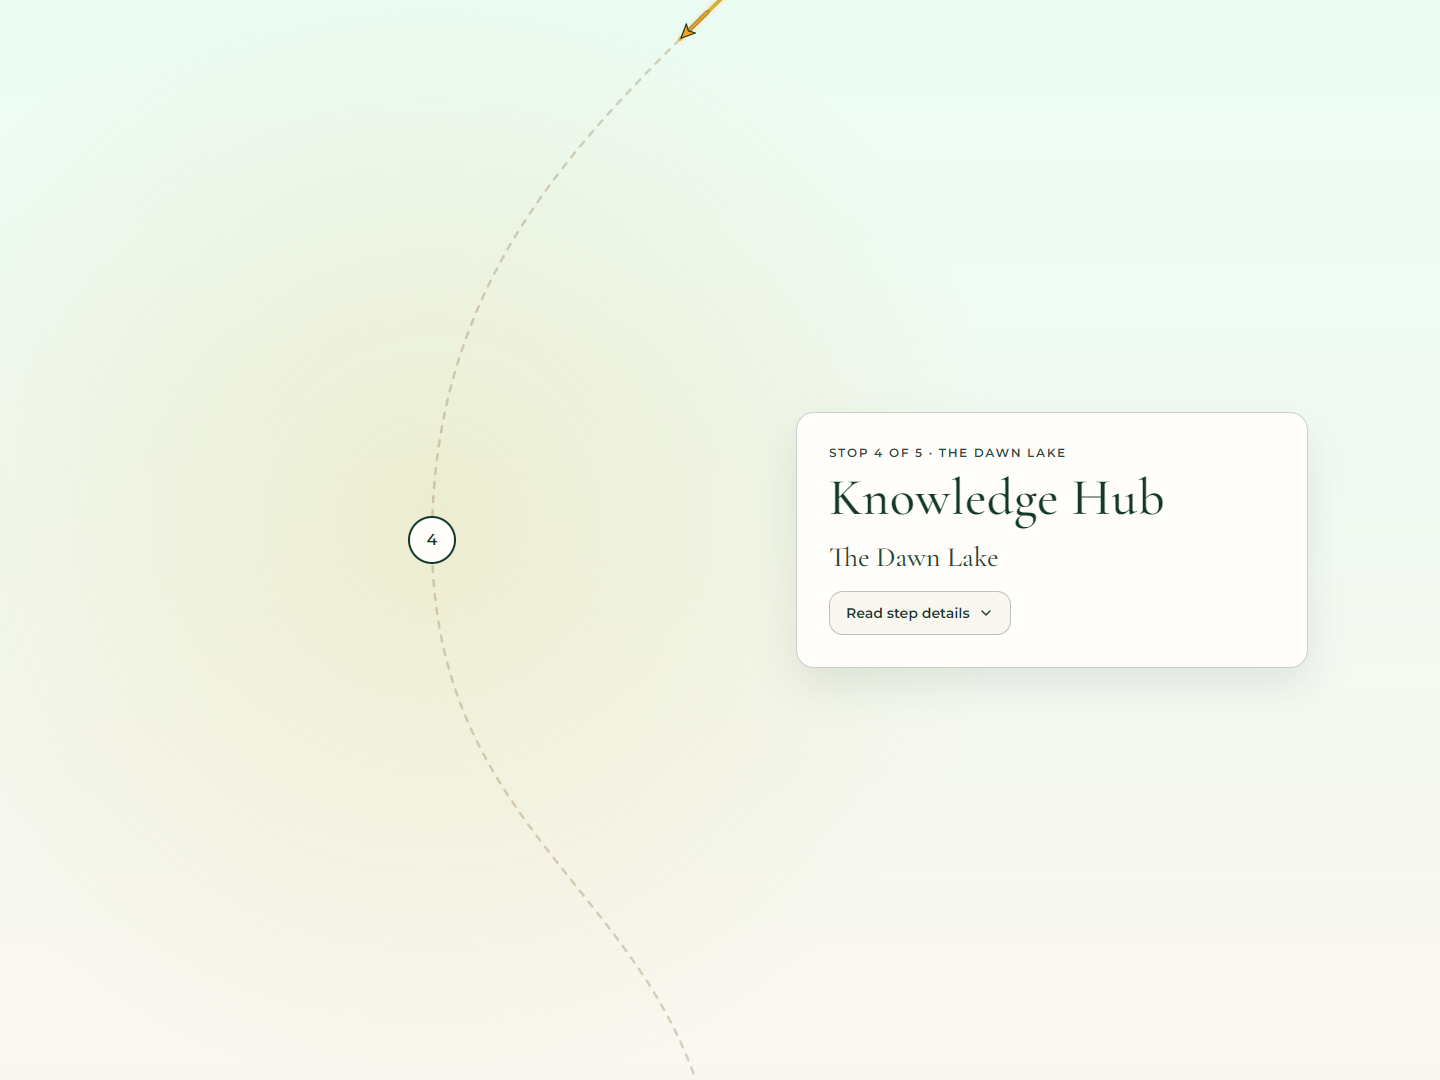 4
STOP 4 OF 5 · THE DAWN LAKE
Knowledge Hub
The Dawn Lake
Read step details